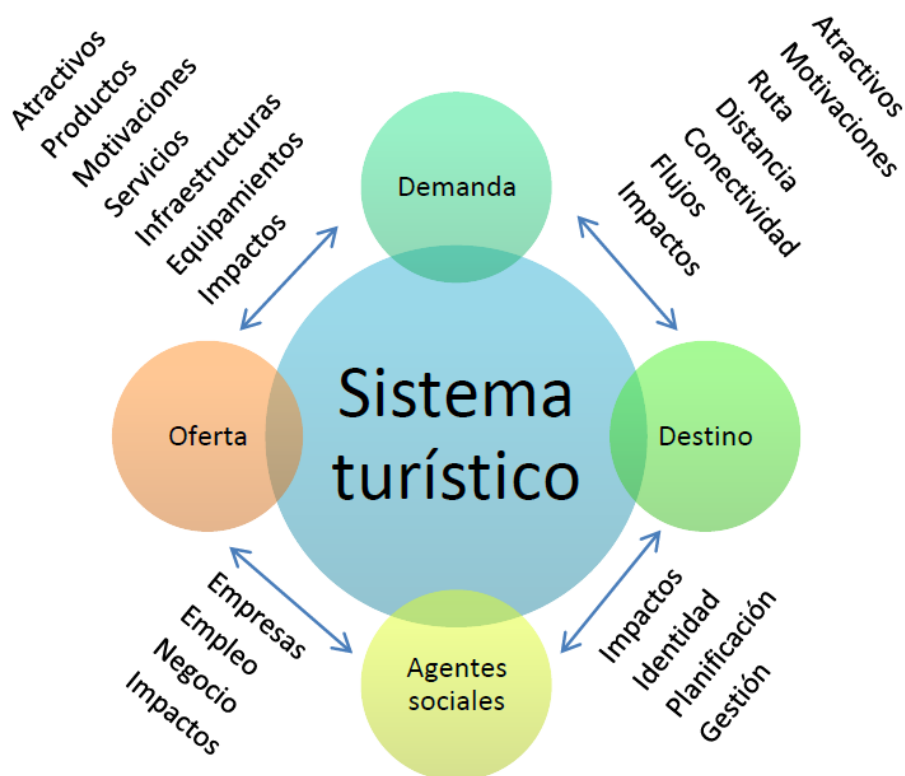 Atractivos
Productos
Motivaciones
Servicios
Infraestructuras
Equipamientos
Impactos
Demanda
Atractivos
Motivaciones
Ruta
Distancia
Conectividad
Flujos
Impactos
Oferta
Sistema
turístico
Destino
Empresas
Empleo
Negocio
Impactos
Agentes
sociales
Impactos
Identidad
Planificación
Gestión